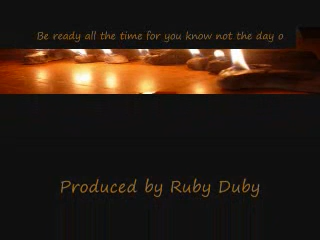 Be ready all the time for you know not the day o
Produced by Ruby Duby